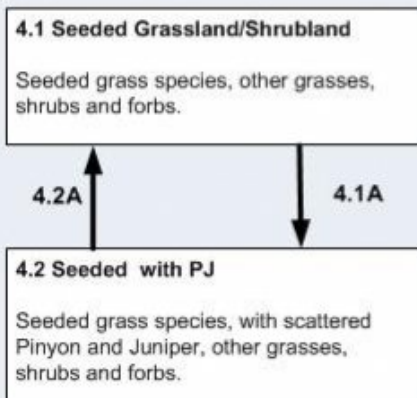 4.1 Seeded Grassland/Shrubland
Seeded grass species, other grasses,
shrubs and forbs.
4.2A
4.1A
4.2 Seeded with PJ
Seeded grass species, with scattered
Pinyon and Juniper, other grasses,
shrubs and forbs.